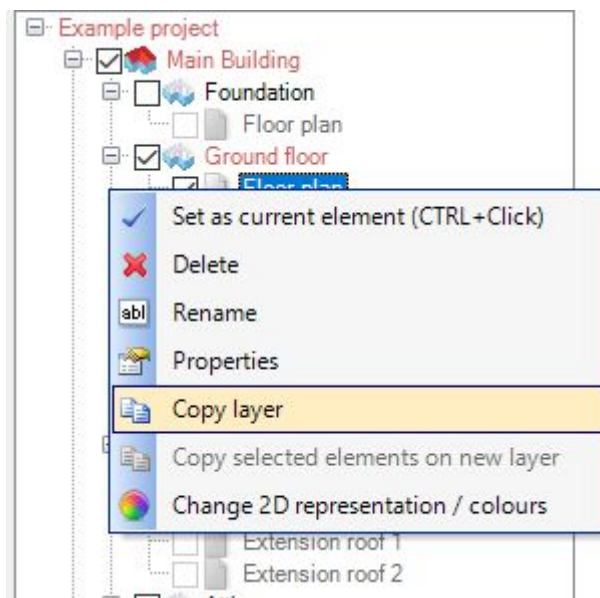 Example project
Main Building
Foundation
Floor plan
Ground floor
Floor plan
Set as current element (CTRL+Click)
Delete
abl
Rename
Properties
Copy layer
Copy selected elements on new layer
Change 2D representation / colours
Extension roof 1
Extension roof 2